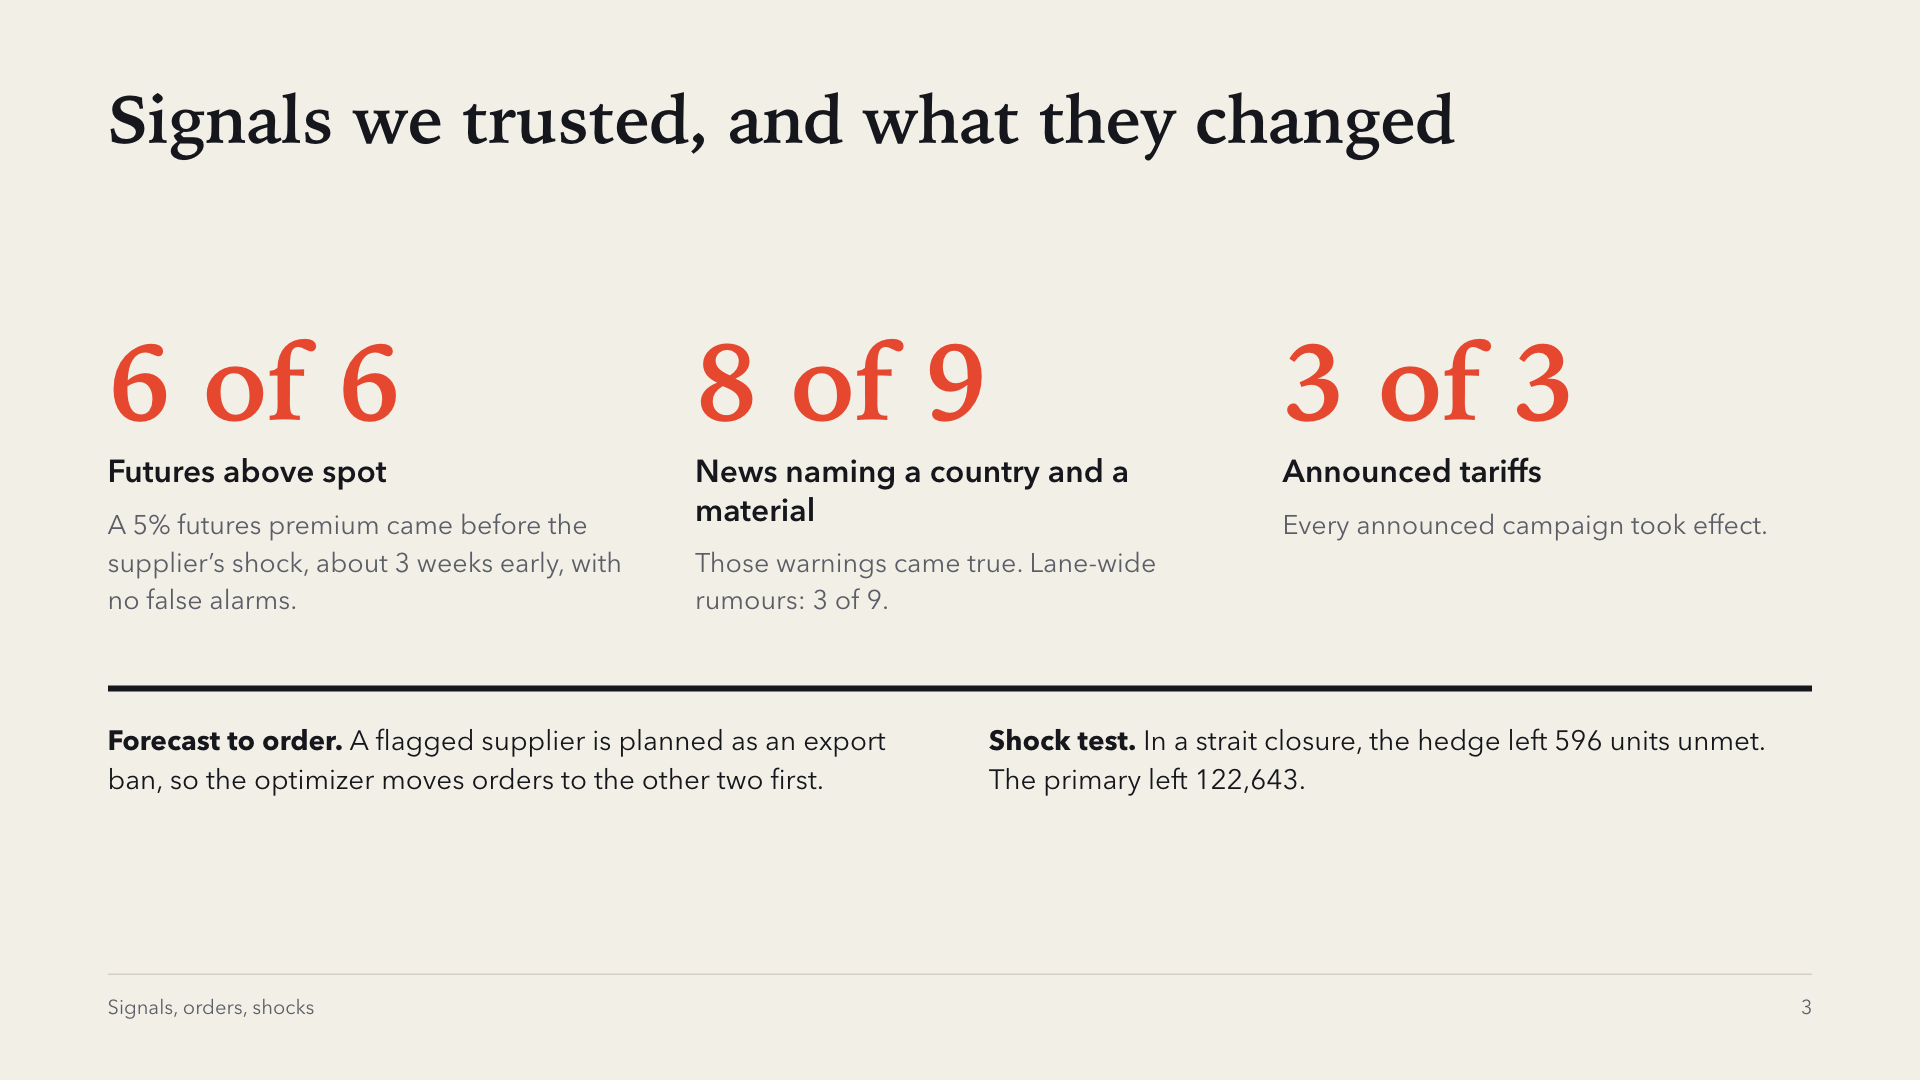 Signals we trusted, and what they changed
6 of 6
Futures above spot
A 5% futures premium came before the
supplier’s shock, about 3 weeks early, with
no false alarms.
8 of 9
News naming a country and a
material
Those warnings came true. Lane-wide
rumours: 3 of 9.
3 of 3
Announced tariffs
Every announced campaign took effect.
Forecast to order. A flagged supplier is planned as an export
ban, so the optimizer moves orders to the other two first.
Shock test. In a strait closure, the hedge left 596 units unmet.
The primary left 122,643.
Signals, orders, shocks
3